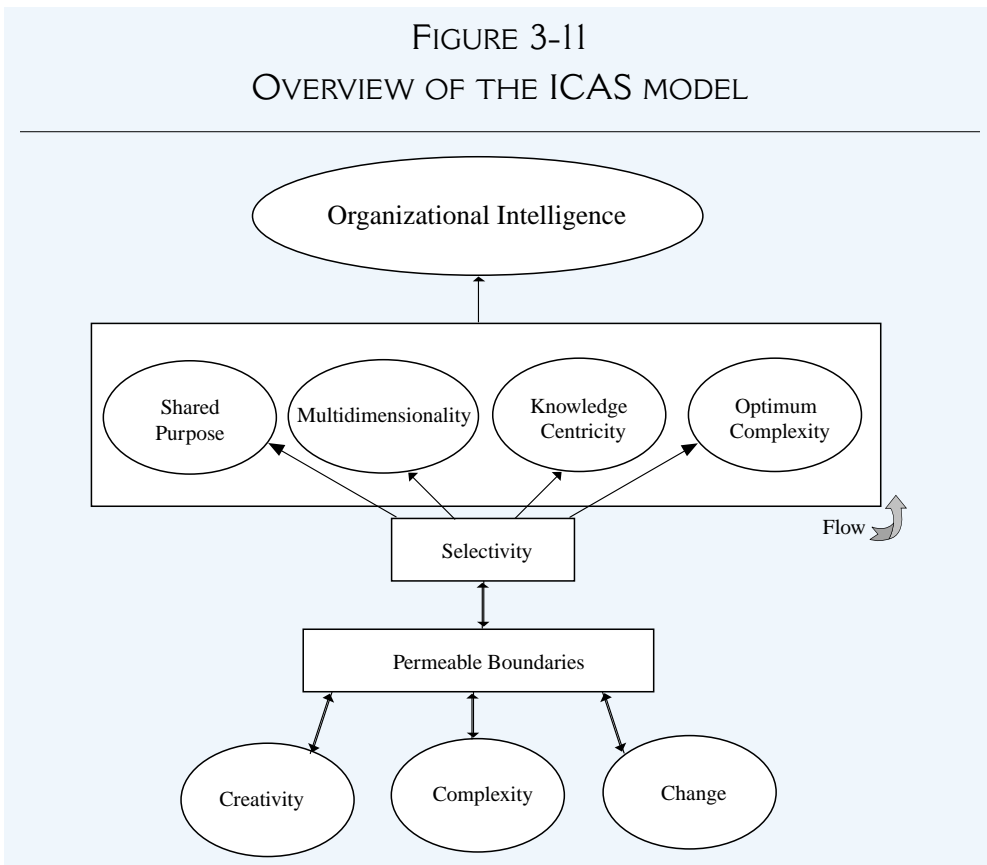 FIGURE 3-11
OVERVIEW OF THE ICAS MODEL
Organizational Intelligence
Shared
Purpose
Multidimensionality
Knowledge
Centricity
Optimum
Complexity
Flow
Selectivity
Permeable Boundaries
Creativity
Complexity
Change